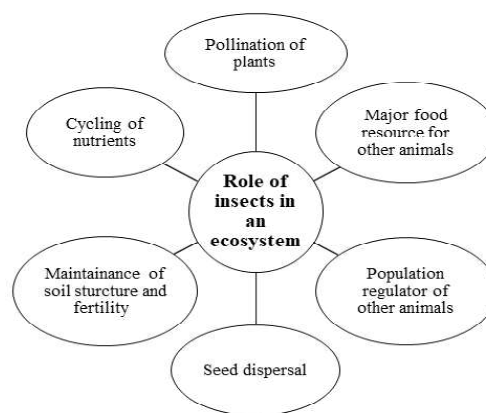 Pollination of
plants
Cycling of
nutrients
Major food
resource for
other animals
Role of
insects in
an
ecosystem
Maintainance of
soil sturcture and
fertility
Population
regulator of
other animals
Seed dispersal